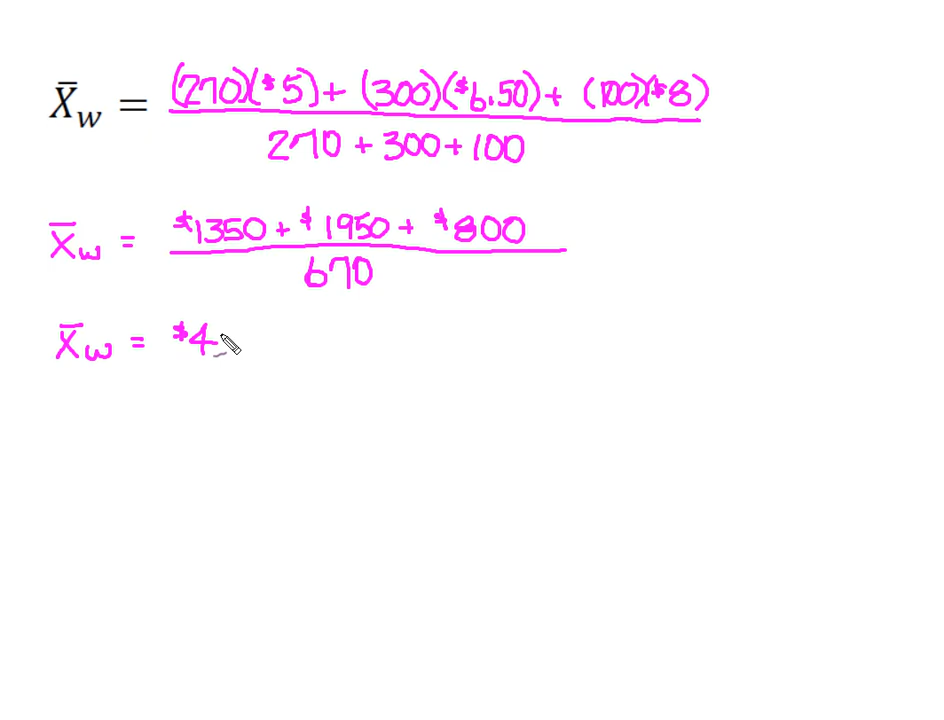 X̄w = (270)($5) + (300)($6.50) + (100)($8)
270 + 300 + 100
X̄w = $1350 + $1950 + $800
670
X̄w = $4